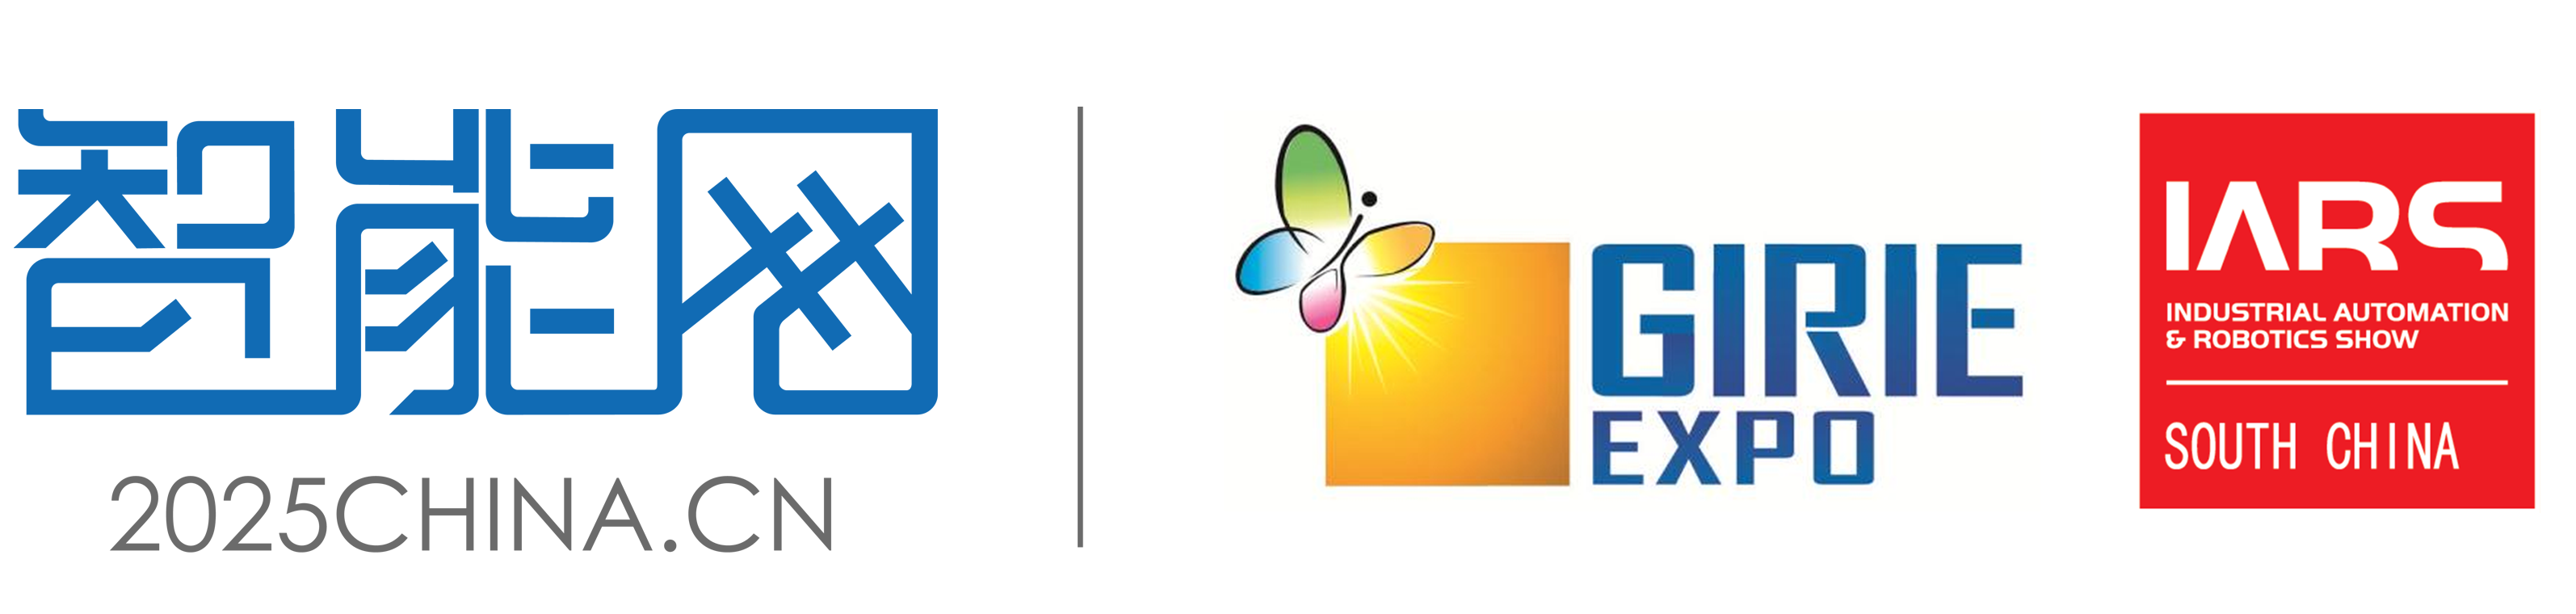 智能网
2025CHINA.CN
GIRIE
EXPO
IARS
INDUSTRIAL AUTOMATION
& ROBOTICS SHOW
SOUTH CHINA